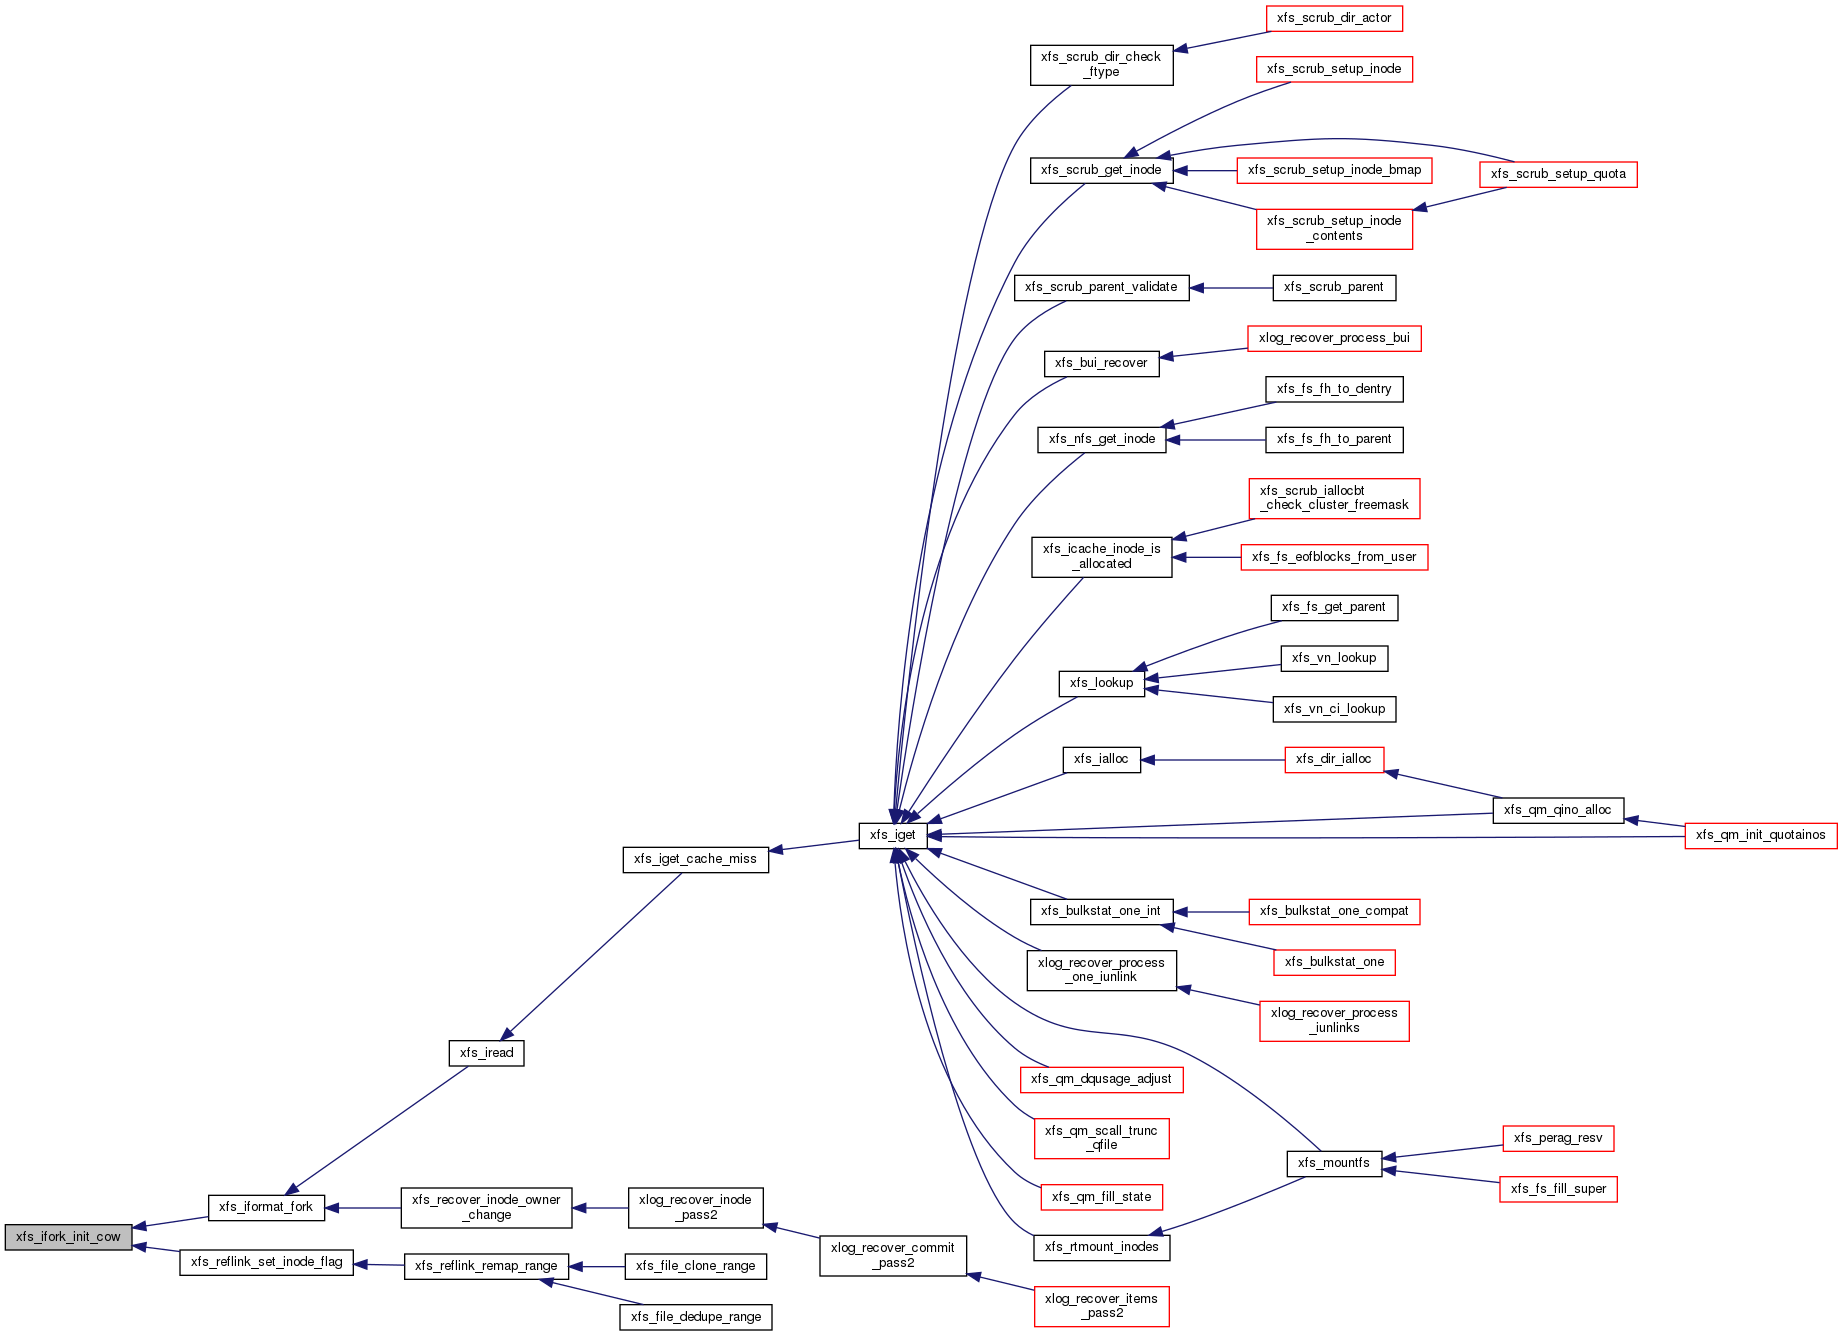 xfs_scrub_dir_actor
xfs_scrub_dir_check
_ftype
xfs_scrub_setup_inode
xfs_scrub_get_inode
xfs_scrub_setup_inode_bmap
xfs_scrub_setup_quota
xfs_scrub_setup_inode
_contents
xfs_scrub_parent_validate
xfs_scrub_parent
xlog_recover_process_bui
xfs_bui_recover
xfs_fs_fh_to_dentry
xfs_nfs_get_inode
xfs_fs_fh_to_parent
xfs_scrub_iallocbt
_check_cluster_freemask
xfs_icache_inode_is
_allocated
xfs_fs_eofblocks_from_user
xfs_fs_get_parent
xfs_vn_lookup
xfs_lookup
xfs_vn_ci_lookup
xfs_ialloc
xfs_dir_ialloc
xfs_qm_qino_alloc
xfs_iget
xfs_qm_init_quotainos
xfs_iget_cache_miss
xfs_bulkstat_one_int
xfs_bulkstat_one_compat
xfs_bulkstat_one
xlog_recover_process
_one_iunlink
xlog_recover_process
_iunlinks
xfs_iread
xfs_qm_dqusage_adjust
xfs_qm_scall_trunc
_qfile
xfs_perag_resv
xfs_mountfs
xfs_fs_fill_super
xfs_qm_fill_state
xfs_iformat_fork
xfs_recover_inode_owner
_change
xlog_recover_inode
_pass2
xfs_ifork_init_cow
xlog_recover_commit
_pass2
xfs_rtmount_inodes
xfs_reflink_set_inode_flag
xfs_reflink_remap_range
xfs_file_clone_range
xlog_recover_items
_pass2
xfs_file_dedupe_range